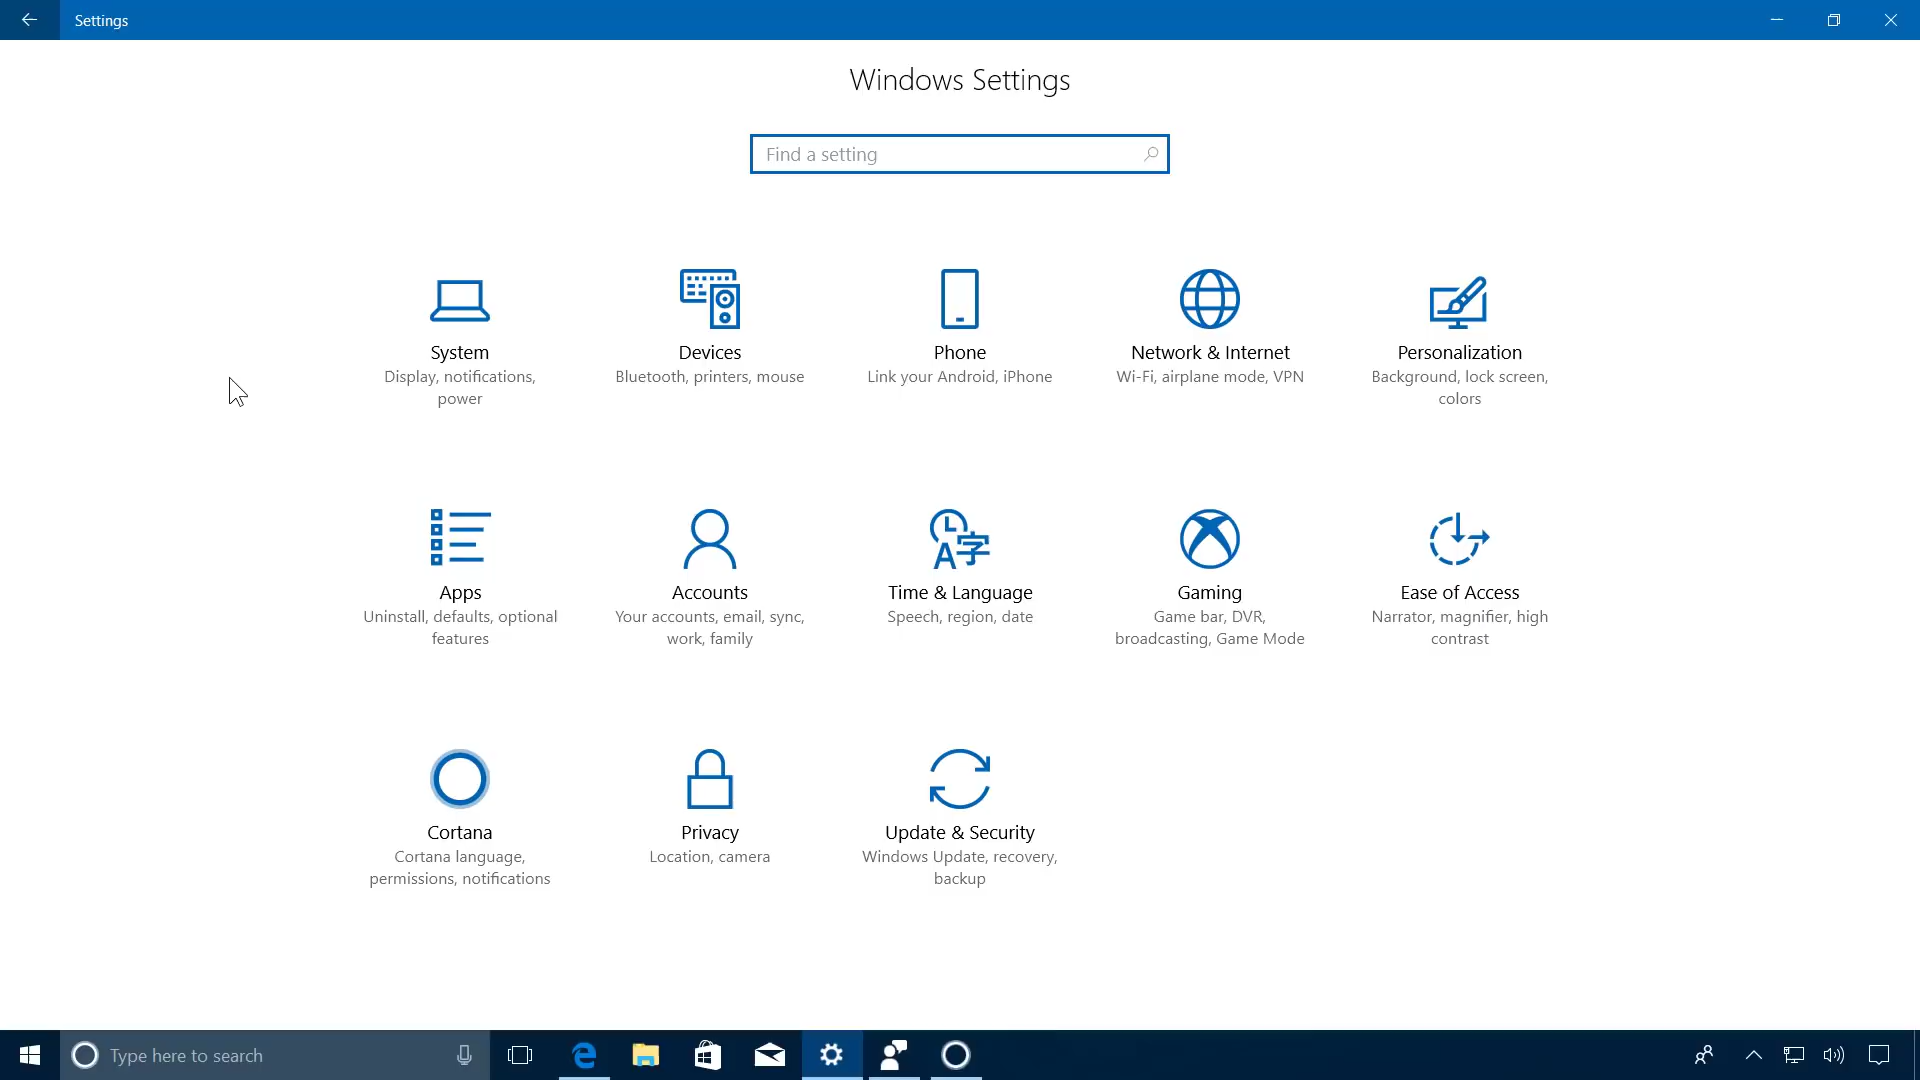 Settings
Windows Settings
Find a setting
System
Display, notifications,
power
Devices
Bluetooth, printers, mouse
Phone
Link your Android, iPhone
Network & Internet
Wi-Fi, airplane mode, VPN
Personalization
Background, lock screen,
colors
Apps
Uninstall, defaults, optional
features
Accounts
Your accounts, email, sync,
work, family
Time & Language
Speech, region, date
Gaming
Game bar, DVR,
broadcasting, Game Mode
Ease of Access
Narrator, magnifier, high
contrast
Cortana
Cortana language,
permissions, notifications
Privacy
Location, camera
Update & Security
Windows Update, recovery,
backup
Type here to search